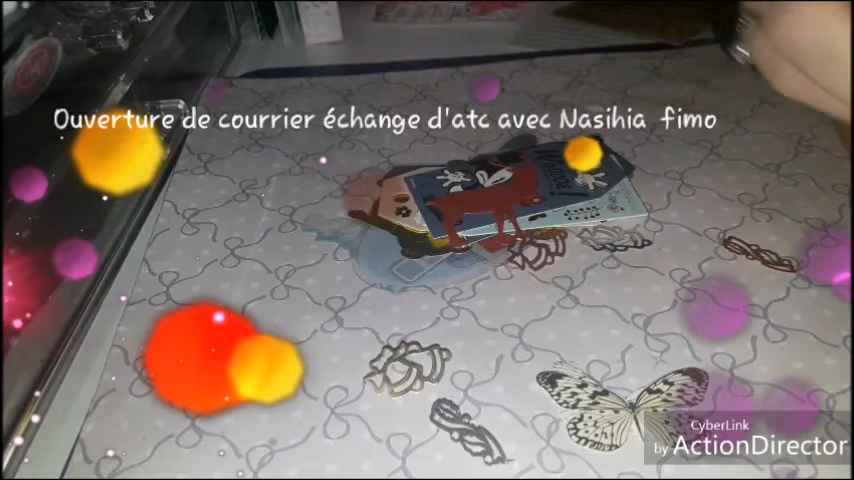 Ouverture de courrier échange d'atc avec Nasihia fimo
CyberLink
by ActionDirector